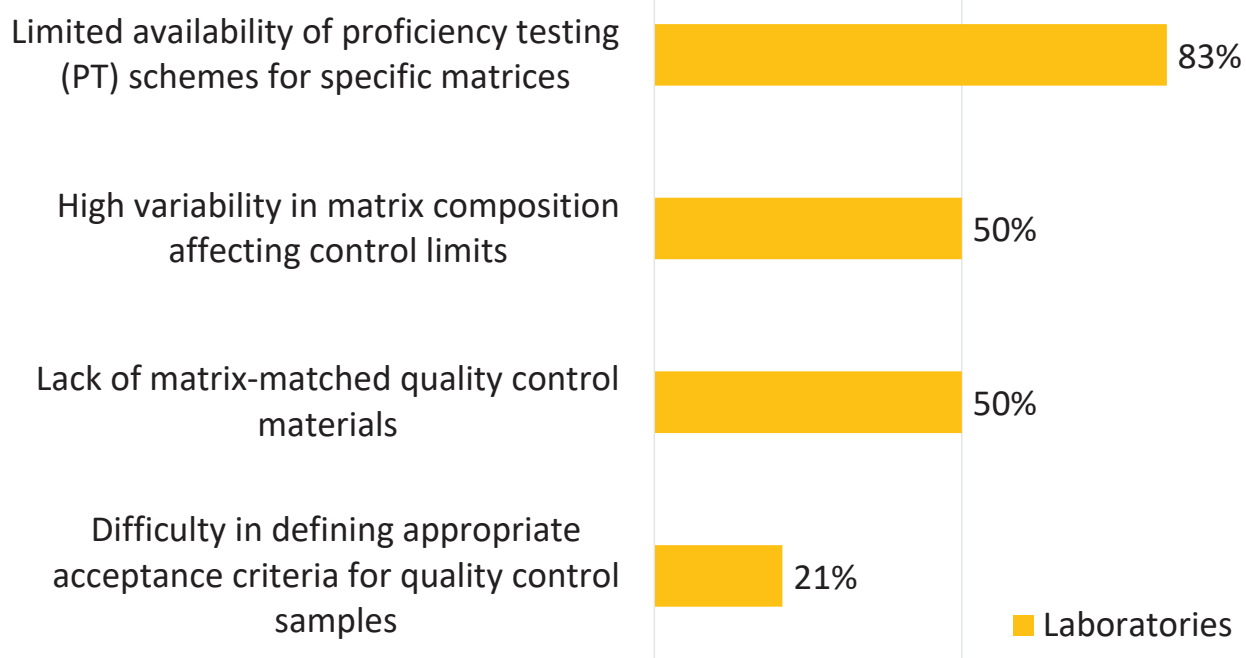 Limited availability of proficiency testing
(PT) schemes for specific matrices
83%
High variability in matrix composition
affecting control limits
50%
Lack of matrix-matched quality control
materials
50%
Difficulty in defining appropriate
acceptance criteria for quality control
samples
21%
Laboratories